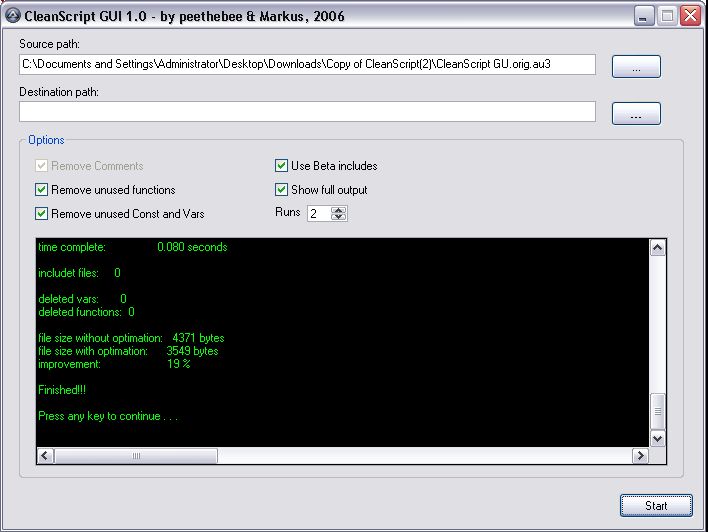 CleanScript GUI 1.0 - by peethebee & Markus, 2006
Source path:
C:\Documents and Settings\Administrator\Desktop\Downloads\Copy of CleanScript(2)\CleanScript GU.orig.au3
...
Destination path:
...
Options
Remove Comments
Use Beta includes
Remove unused functions
Show full output
Remove unused Const and Vars
Runs 2
time complete: 0.080 seconds
includet files: 0
deleted vars: 0
deleted functions: 0
file size without optimation: 4371 bytes
file size with optimation: 3549 bytes
improvement: 19 %
Finished!!!
Press any key to continue . . .
Start